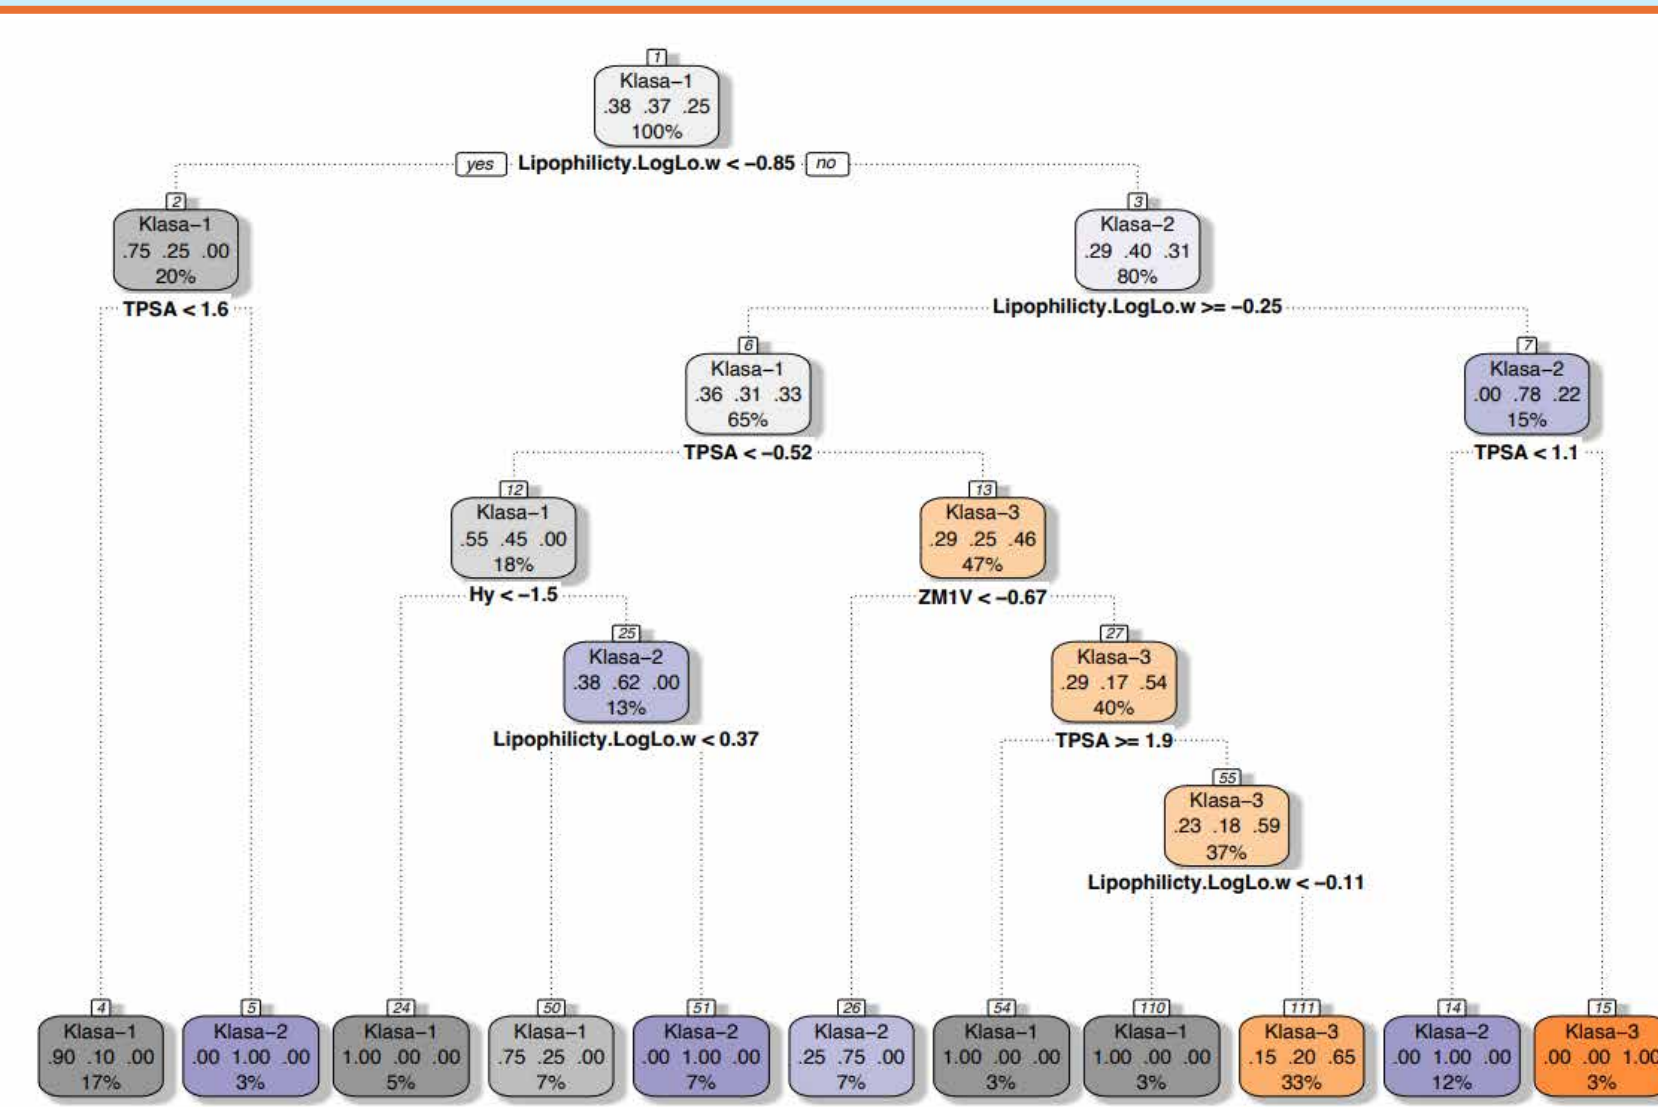 1
Klasa–1
.38 .37 .25
100%
yes Lipophilicty.LogLo.w < –0.85 no
2
Klasa–1
.75 .25 .00
20%
TPSA < 1.6
3
Klasa–2
.29 .40 .31
80%
Lipophilicty.LogLo.w >= –0.25
6
Klasa–1
.36 .31 .33
65%
TPSA < –0.52
7
Klasa–2
.00 .78 .22
15%
TPSA < 1.1
12
Klasa–1
.55 .45 .00
18%
Hy < –1.5
13
Klasa–3
.29 .25 .46
47%
ZM1V < –0.67
25
Klasa–2
.38 .62 .00
13%
Lipophilicty.LogLo.w < 0.37
27
Klasa–3
.29 .17 .54
40%
TPSA >= 1.9
55
Klasa–3
.23 .18 .59
37%
Lipophilicty.LogLo.w < –0.11
4
Klasa–1
.90 .10 .00
17%
5
Klasa–2
.00 1.00 .00
3%
24
Klasa–1
1.00 .00 .00
5%
50
Klasa–1
.75 .25 .00
7%
51
Klasa–2
.00 1.00 .00
7%
26
Klasa–2
.25 .75 .00
7%
54
Klasa–1
1.00 .00 .00
3%
110
Klasa–1
1.00 .00 .00
3%
111
Klasa–3
.15 .20 .65
33%
14
Klasa–2
.00 1.00 .00
12%
15
Klasa–3
.00 .00 1.00
3%